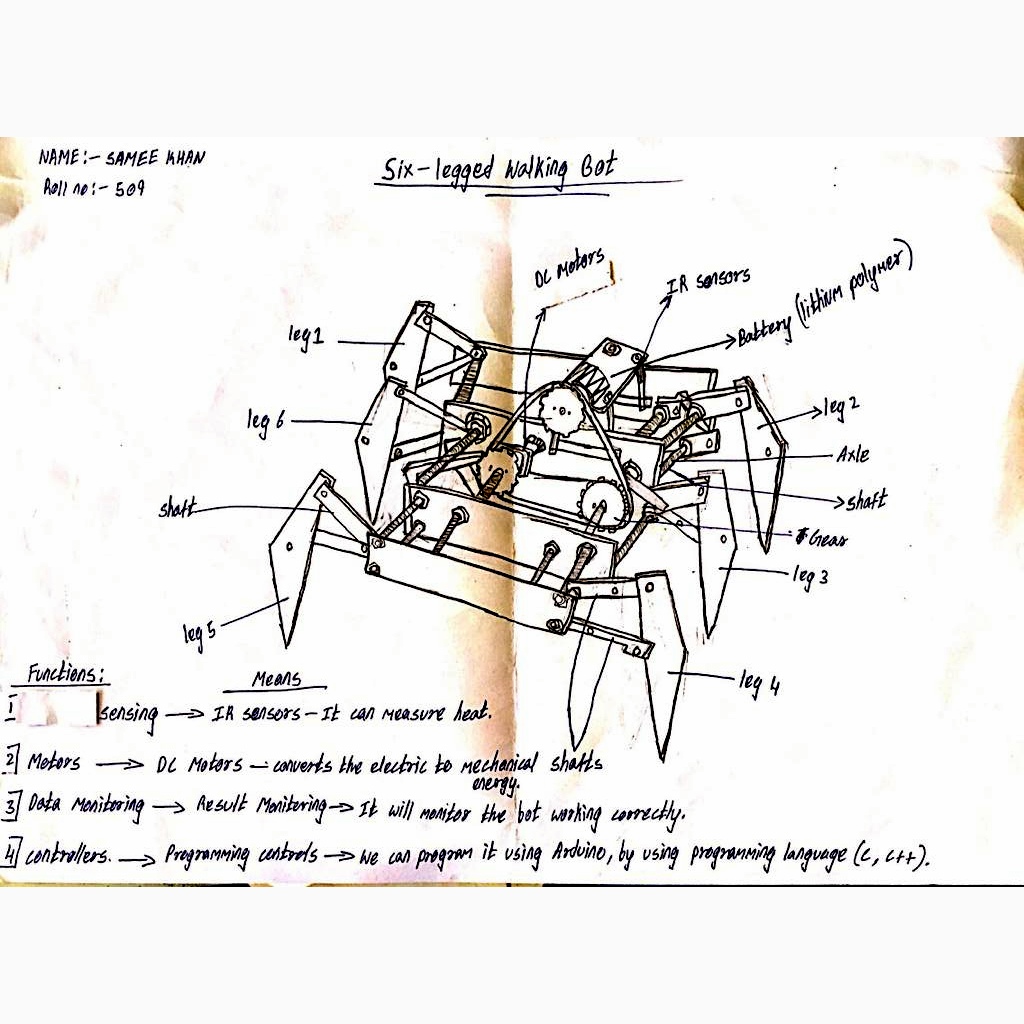 NAME:- SAMEE KHAN
Roll no:- 509
Six-legged Walking Bot
DC Motors
IR sensors
Battery (lithium polymer)
leg 1
leg 6
leg 2
Axle
shaft
shaft
Gear
leg 3
leg 5
leg 4
Functions:
Means
1] sensing → IR sensors - It can measure heat.
2] Motors → DC Motors - converts the electric to mechanical shafts
energy.
3] Data Monitoring → Result Monitoring → It will monitor the bot working correctly.
4] controllers. → Programming controls → we can program it using Arduino, by using programming language (c, c++).